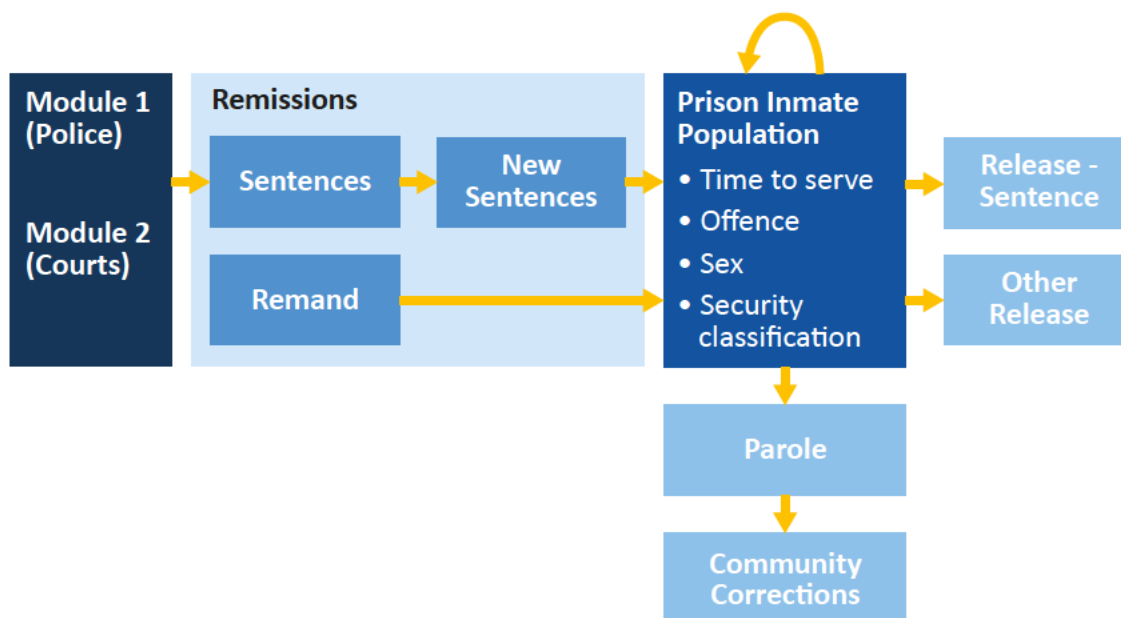 Module 1
(Police)
Module 2
(Courts)
Remissions
Sentences
New
Sentences
Remand
Prison Inmate
Population
• Time to serve
• Offence
• Sex
• Security
classification
Release -
Sentence
Other
Release
Parole
Community
Corrections